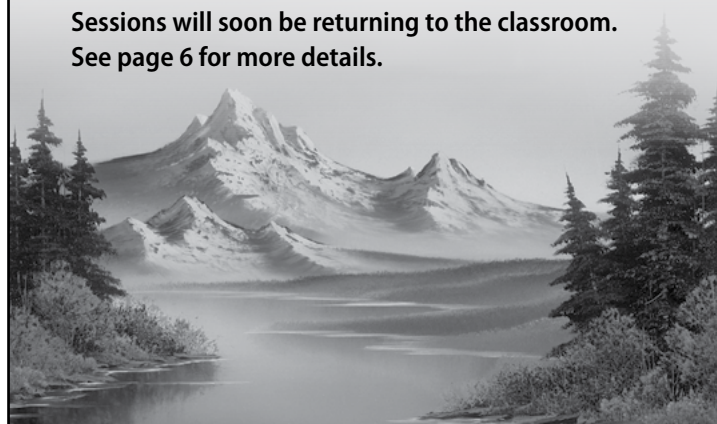 Sessions will soon be returning to the classroom.
See page 6 for more details.